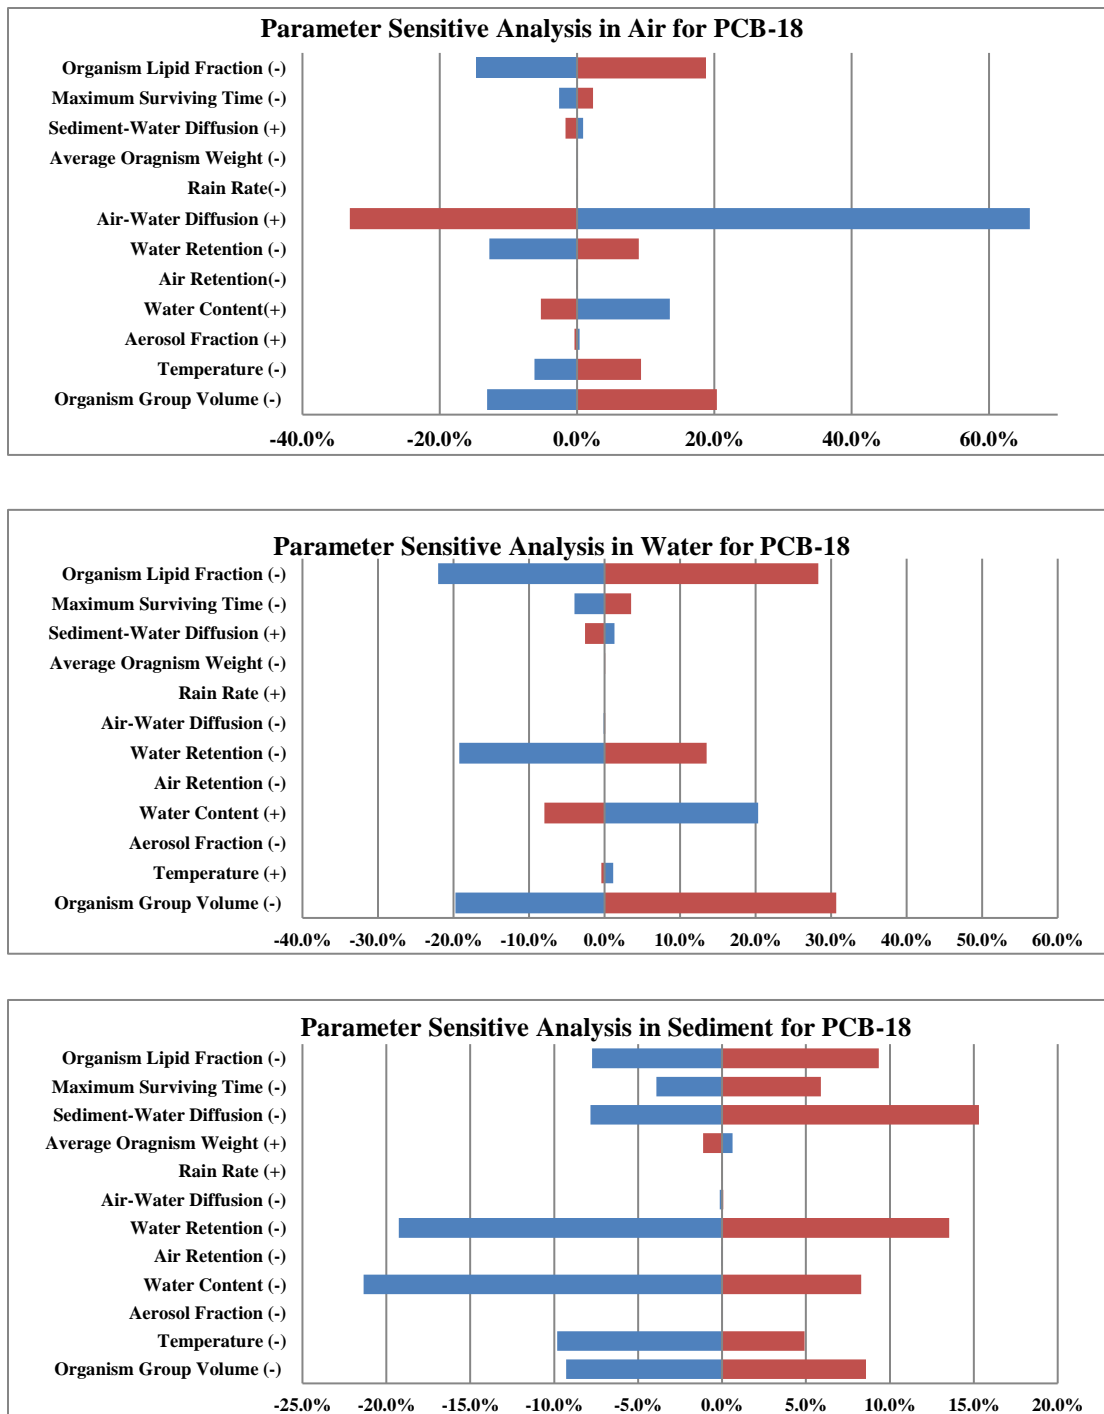 Parameter Sensitive Analysis in Air for PCB-18
Organism Lipid Fraction (-)
Maximum Surviving Time (-)
Sediment-Water Diffusion (+)
Average Oragnism Weight (-)
Rain Rate(-)
Air-Water Diffusion (+)
Water Retention (-)
Air Retention(-)
Water Content(+)
Aerosol Fraction (+)
Temperature (-)
Organism Group Volume (-)
-40.0% -20.0% 0.0% 20.0% 40.0% 60.0%
Parameter Sensitive Analysis in Water for PCB-18
Organism Lipid Fraction (-)
Maximum Surviving Time (-)
Sediment-Water Diffusion (+)
Average Oragnism Weight (-)
Rain Rate (+)
Air-Water Diffusion (-)
Water Retention (-)
Air Retention (-)
Water Content (+)
Aerosol Fraction (-)
Temperature (+)
Organism Group Volume (-)
-40.0% -30.0% -20.0% -10.0% 0.0% 10.0% 20.0% 30.0% 40.0% 50.0% 60.0%
Parameter Sensitive Analysis in Sediment for PCB-18
Organism Lipid Fraction (-)
Maximum Surviving Time (-)
Sediment-Water Diffusion (-)
Average Oragnism Weight (+)
Rain Rate (+)
Air-Water Diffusion (-)
Water Retention (-)
Air Retention (-)
Water Content (-)
Aerosol Fraction (-)
Temperature (-)
Organism Group Volume (-)
-25.0% -20.0% -15.0% -10.0% -5.0% 0.0% 5.0% 10.0% 15.0% 20.0%